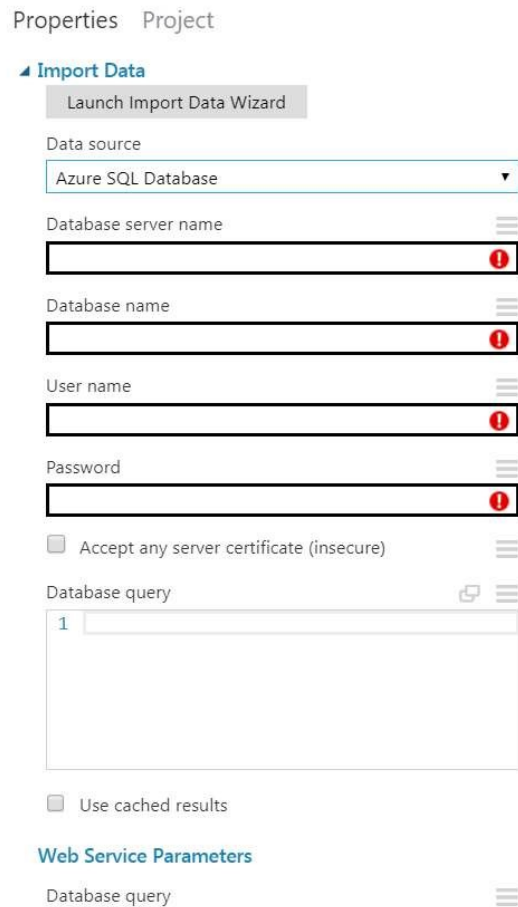 Properties Project
Import Data
Launch Import Data Wizard
Data source
Azure SQL Database
Database server name
Database name
User name
Password
Accept any server certificate (insecure)
Database query
1
Use cached results
Web Service Parameters
Database query